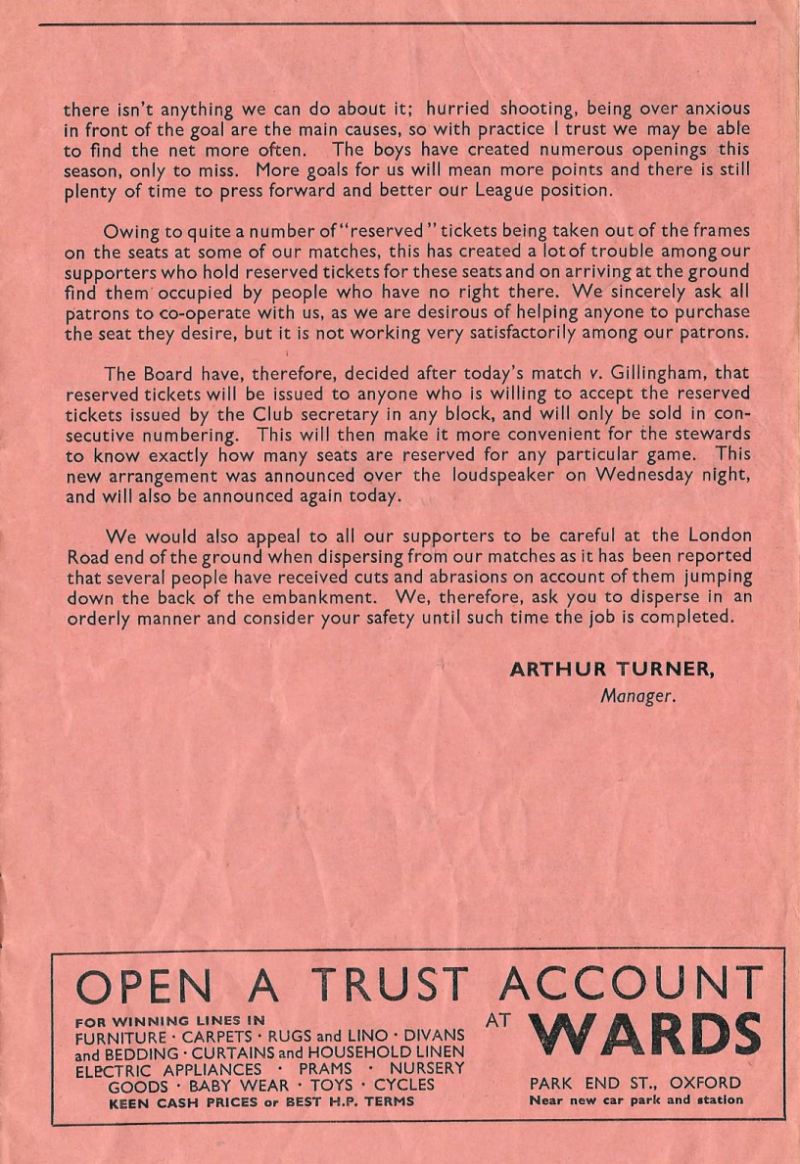 there isn't anything we can do about it; hurried shooting, being over anxious
in front of the goal are the main causes, so with practice I trust we may be able
to find the net more often. The boys have created numerous openings this
season, only to miss. More goals for us will mean more points and there is still
plenty of time to press forward and better our League position.
Owing to quite a number of "reserved" tickets being taken out of the frames
on the seats at some of our matches, this has created a lot of trouble among our
supporters who hold reserved tickets for these seats and on arriving at the ground
find them occupied by people who have no right there. We sincerely ask all
patrons to co-operate with us, as we are desirous of helping anyone to purchase
the seat they desire, but it is not working very satisfactorily among our patrons.
The Board have, therefore, decided after today's match v. Gillingham, that
reserved tickets will be issued to anyone who is willing to accept the reserved
tickets issued by the Club secretary in any block, and will only be sold in con-
secutive numbering. This will then make it more convenient for the stewards
to know exactly how many seats are reserved for any particular game. This
new arrangement was announced over the loudspeaker on Wednesday night,
and will also be announced again today.
We would also appeal to all our supporters to be careful at the London
Road end of the ground when dispersing from our matches as it has been reported
that several people have received cuts and abrasions on account of them jumping
down the back of the embankment. We, therefore, ask you to disperse in an
orderly manner and consider your safety until such time the job is completed.
ARTHUR TURNER,
Manager.
OPEN A TRUST ACCOUNT
FOR WINNING LINES IN
FURNITURE · CARPETS · RUGS and LINO · DIVANS
and BEDDING · CURTAINS and HOUSEHOLD LINEN
ELECTRIC APPLIANCES · PRAMS · NURSERY
GOODS · BABY WEAR · TOYS · CYCLES
KEEN CASH PRICES or BEST H.P. TERMS
AT WARDS
PARK END ST., OXFORD
Near new car park and station